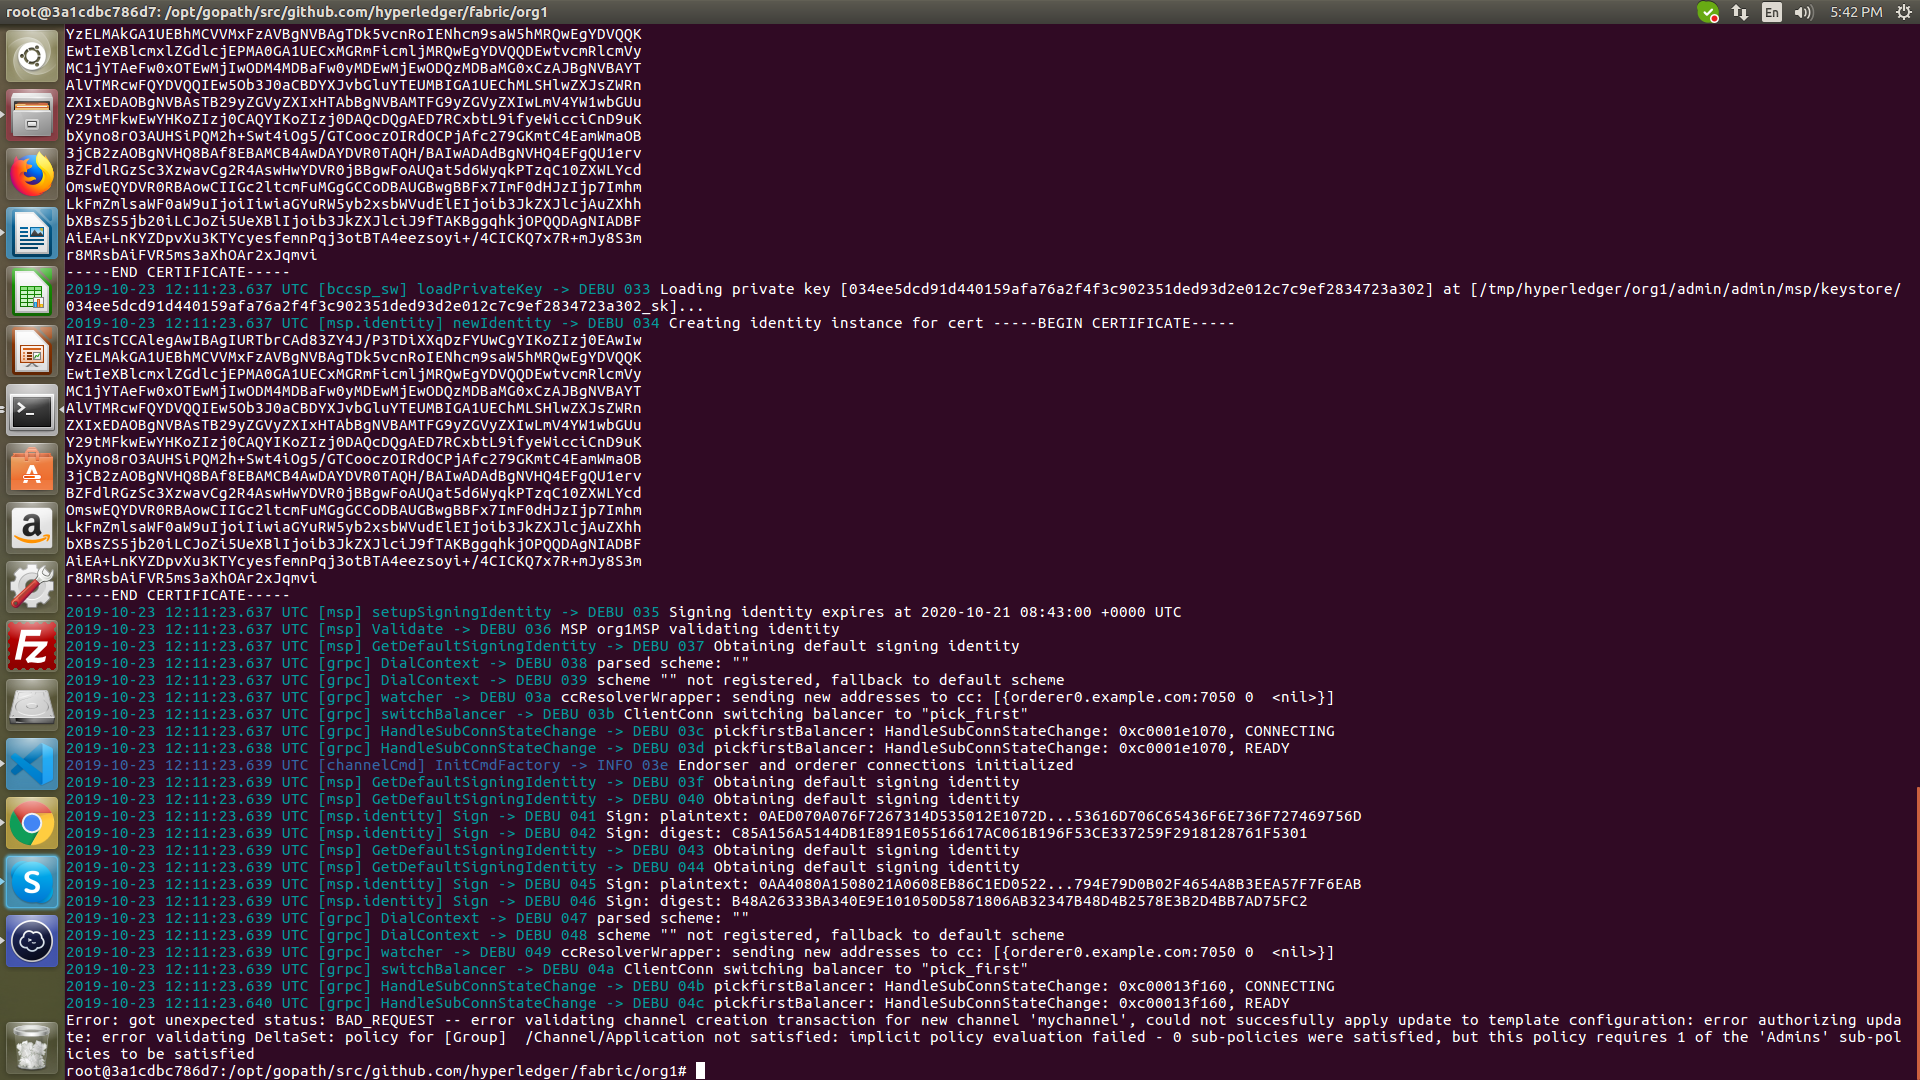 root@3a1cdbc786d7: /opt/gopath/src/github.com/hyperledger/fabric/org1
En
5:42 PM
YzELMAkGA1UEBhMCVVMxFzAVBgNVBAgTDk5vcnRoIENhcm9saW5hMRQwEgYDVQQK
EwtIeXBlcmxlZGdlcjEPMA0GA1UECxMGRmFicmljMRQwEgYDVQQDEwtvcmRlcmVy
MC1jYTAeFw0xOTEwMjIwODM4MDBaFw0yMDEwMjEwODQzMDBaMG0xCzAJBgNVBAYT
AlVTMRcwFQYDVQQIEw5Ob3J0aCBDYXJvbGluYTEUMBIGA1UEChMLSHlwZXJsZWRn
ZXIxEDAOBgNVBAsTB29yZGVyZXIxHTAbBgNVBAMTFG9yZGVyZXIwLmV4YW1wbGUu
Y29tMFkwEwYHKoZIzj0CAQYIKoZIzj0DAQcDQgAED7RCxbtL9ifyeWicciCnD9uK
bXyno8rO3AUHSiPQM2h+Swt4iOg5/GTCooczOIRdOCPjAfc279GKmtC4EamWmaOB
3jCB2zAOBgNVHQ8BAf8EBAMCB4AwDAYDVR0TAQH/BAIwADAdBgNVHQ4EFgQU1erv
BZFdlRGzSc3XzwavCg2R4AswHwYDVR0jBBgwFoAUQat5d6WyqkPTzqC10ZXWLYcd
OmswEQYDVR0RBAowCIIGc2ltcmFuMGgGCCoDBAUGBwgBBFx7ImF0dHJzIjp7Imhm
LkFmZmlsaWF0aW9uIjoiIiwiaGYuRW5yb2xsbWVudElEIjoib3JkZXJlcjAuZXhh
bXBsZS5jb20iLCJoZi5UeXBlIjoib3JkZXJlciJ9fTAKBggqhkjOPQQDAgNIADBF
AiEA+LnKYZDpvXu3KTYcyesfemnPqj3otBTA4eezsoyi+/4CICKQ7x7R+mJy8S3m
r8MRsbAiFVR5ms3aXhOAr2xJqmvi
-----END CERTIFICATE-----
2019-10-23 12:11:23.637 UTC [bccsp_sw] loadPrivateKey -> DEBU 033 Loading private key [034ee5dcd91d440159afa76a2f4f3c902351ded93d2e012c7c9ef2834723a302] at [/tmp/hyperledger/org1/admin/admin/msp/keystore/
034ee5dcd91d440159afa76a2f4f3c902351ded93d2e012c7c9ef2834723a302_sk]...
2019-10-23 12:11:23.637 UTC [msp.identity] newIdentity -> DEBU 034 Creating identity instance for cert -----BEGIN CERTIFICATE-----
MIICsTCCAlegAwIBAgIURTbrCAd83ZY4J/P3TDiXXqDzFYUwCgYIKoZIzj0EAwIw
YzELMAkGA1UEBhMCVVMxFzAVBgNVBAgTDk5vcnRoIENhcm9saW5hMRQwEgYDVQQK
EwtIeXBlcmxlZGdlcjEPMA0GA1UECxMGRmFicmljMRQwEgYDVQQDEwtvcmRlcmVy
MC1jYTAeFw0xOTEwMjIwODM4MDBaFw0yMDEwMjEwODQzMDBaMG0xCzAJBgNVBAYT
AlVTMRcwFQYDVQQIEw5Ob3J0aCBDYXJvbGluYTEUMBIGA1UEChMLSHlwZXJsZWRn
ZXIxEDAOBgNVBAsTB29yZGVyZXIxHTAbBgNVBAMTFG9yZGVyZXIwLmV4YW1wbGUu
Y29tMFkwEwYHKoZIzj0CAQYIKoZIzj0DAQcDQgAED7RCxbtL9ifyeWicciCnD9uK
bXyno8rO3AUHSiPQM2h+Swt4iOg5/GTCooczOIRdOCPjAfc279GKmtC4EamWmaOB
3jCB2zAOBgNVHQ8BAf8EBAMCB4AwDAYDVR0TAQH/BAIwADAdBgNVHQ4EFgQU1erv
BZFdlRGzSc3XzwavCg2R4AswHwYDVR0jBBgwFoAUQat5d6WyqkPTzqC10ZXWLYcd
OmswEQYDVR0RBAowCIIGc2ltcmFuMGgGCCoDBAUGBwgBBFx7ImF0dHJzIjp7Imhm
LkFmZmlsaWF0aW9uIjoiIiwiaGYuRW5yb2xsbWVudElEIjoib3JkZXJlcjAuZXhh
bXBsZS5jb20iLCJoZi5UeXBlIjoib3JkZXJlciJ9fTAKBggqhkjOPQQDAgNIADBF
AiEA+LnKYZDpvXu3KTYcyesfemnPqj3otBTA4eezsoyi+/4CICKQ7x7R+mJy8S3m
r8MRsbAiFVR5ms3aXhOAr2xJqmvi
-----END CERTIFICATE-----
2019-10-23 12:11:23.637 UTC [msp] setupSigningIdentity -> DEBU 035 Signing identity expires at 2020-10-21 08:43:00 +0000 UTC
2019-10-23 12:11:23.637 UTC [msp] Validate -> DEBU 036 MSP org1MSP validating identity
2019-10-23 12:11:23.637 UTC [msp] GetDefaultSigningIdentity -> DEBU 037 Obtaining default signing identity
2019-10-23 12:11:23.637 UTC [grpc] DialContext -> DEBU 038 parsed scheme: ""
2019-10-23 12:11:23.637 UTC [grpc] DialContext -> DEBU 039 scheme "" not registered, fallback to default scheme
2019-10-23 12:11:23.637 UTC [grpc] watcher -> DEBU 03a ccResolverWrapper: sending new addresses to cc: [{orderer0.example.com:7050 0  <nil>}]
2019-10-23 12:11:23.637 UTC [grpc] switchBalancer -> DEBU 03b ClientConn switching balancer to "pick_first"
2019-10-23 12:11:23.637 UTC [grpc] HandleSubConnStateChange -> DEBU 03c pickfirstBalancer: HandleSubConnStateChange: 0xc0001e1070, CONNECTING
2019-10-23 12:11:23.638 UTC [grpc] HandleSubConnStateChange -> DEBU 03d pickfirstBalancer: HandleSubConnStateChange: 0xc0001e1070, READY
2019-10-23 12:11:23.639 UTC [channelCmd] InitCmdFactory -> INFO 03e Endorser and orderer connections initialized
2019-10-23 12:11:23.639 UTC [msp] GetDefaultSigningIdentity -> DEBU 03f Obtaining default signing identity
2019-10-23 12:11:23.639 UTC [msp] GetDefaultSigningIdentity -> DEBU 040 Obtaining default signing identity
2019-10-23 12:11:23.639 UTC [msp.identity] Sign -> DEBU 041 Sign: plaintext: 0AED070A076F7267314D535012E1072D...53616D706C65436F6E736F727469756D
2019-10-23 12:11:23.639 UTC [msp.identity] Sign -> DEBU 042 Sign: digest: C85A156A5144DB1E891E05516617AC061B196F53CE337259F2918128761F5301
2019-10-23 12:11:23.639 UTC [msp] GetDefaultSigningIdentity -> DEBU 043 Obtaining default signing identity
2019-10-23 12:11:23.639 UTC [msp] GetDefaultSigningIdentity -> DEBU 044 Obtaining default signing identity
2019-10-23 12:11:23.639 UTC [msp.identity] Sign -> DEBU 045 Sign: plaintext: 0AA4080A1508021A0608EB86C1ED0522...794E79D0B02F4654A8B3EEA57F7F6EAB
2019-10-23 12:11:23.639 UTC [msp.identity] Sign -> DEBU 046 Sign: digest: B48A26333BA340E9E101050D5871806AB32347B48D4B2578E3B2D4BB7AD75FC2
2019-10-23 12:11:23.639 UTC [grpc] DialContext -> DEBU 047 parsed scheme: ""
2019-10-23 12:11:23.639 UTC [grpc] DialContext -> DEBU 048 scheme "" not registered, fallback to default scheme
2019-10-23 12:11:23.639 UTC [grpc] watcher -> DEBU 049 ccResolverWrapper: sending new addresses to cc: [{orderer0.example.com:7050 0  <nil>}]
2019-10-23 12:11:23.639 UTC [grpc] switchBalancer -> DEBU 04a ClientConn switching balancer to "pick_first"
2019-10-23 12:11:23.639 UTC [grpc] HandleSubConnStateChange -> DEBU 04b pickfirstBalancer: HandleSubConnStateChange: 0xc00013f160, CONNECTING
2019-10-23 12:11:23.640 UTC [grpc] HandleSubConnStateChange -> DEBU 04c pickfirstBalancer: HandleSubConnStateChange: 0xc00013f160, READY
Error: got unexpected status: BAD_REQUEST -- error validating channel creation transaction for new channel 'mychannel', could not succesfully apply update to template configuration: error authorizing upda
te: error validating DeltaSet: policy for [Group]  /Channel/Application not satisfied: implicit policy evaluation failed - 0 sub-policies were satisfied, but this policy requires 1 of the 'Admins' sub-pol
icies to be satisfied
root@3a1cdbc786d7:/opt/gopath/src/github.com/hyperledger/fabric/org1#